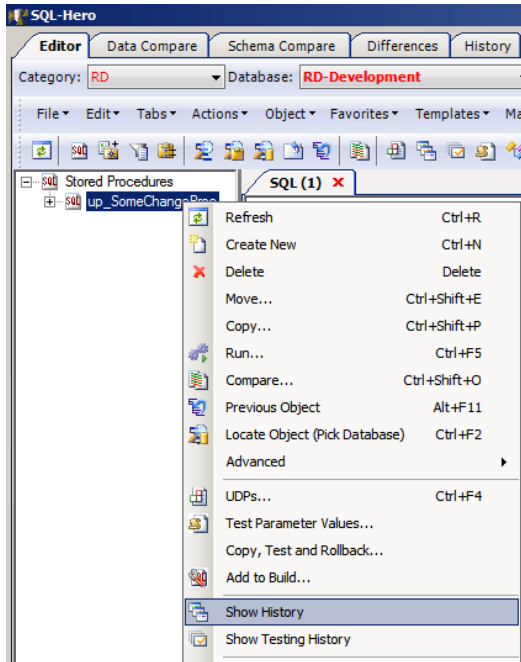 SQL-Hero
Editor Data Compare Schema Compare Differences History
Category: RD Database: RD-Development
File Edit Tabs Actions Object Favorites Templates Ma
Stored Procedures SQL (1)
up_SomeChangeProc
Refresh Ctrl+R
Create New Ctrl+N
Delete Delete
Move... Ctrl+Shift+E
Copy... Ctrl+Shift+P
Run... Ctrl+F5
Compare... Ctrl+Shift+O
Previous Object Alt+F11
Locate Object (Pick Database) Ctrl+F2
Advanced
UDPs... Ctrl+F4
Test Parameter Values...
Copy, Test and Rollback...
Add to Build...
Show History
Show Testing History